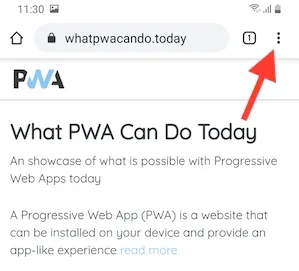 11:30
whatpwacando.today
1
PWA
What PWA Can Do Today
An showcase of what is possible with Progressive
Web Apps today
A Progressive Web App (PWA) is a website that
can be installed on your device and provide an
app-like experience read more